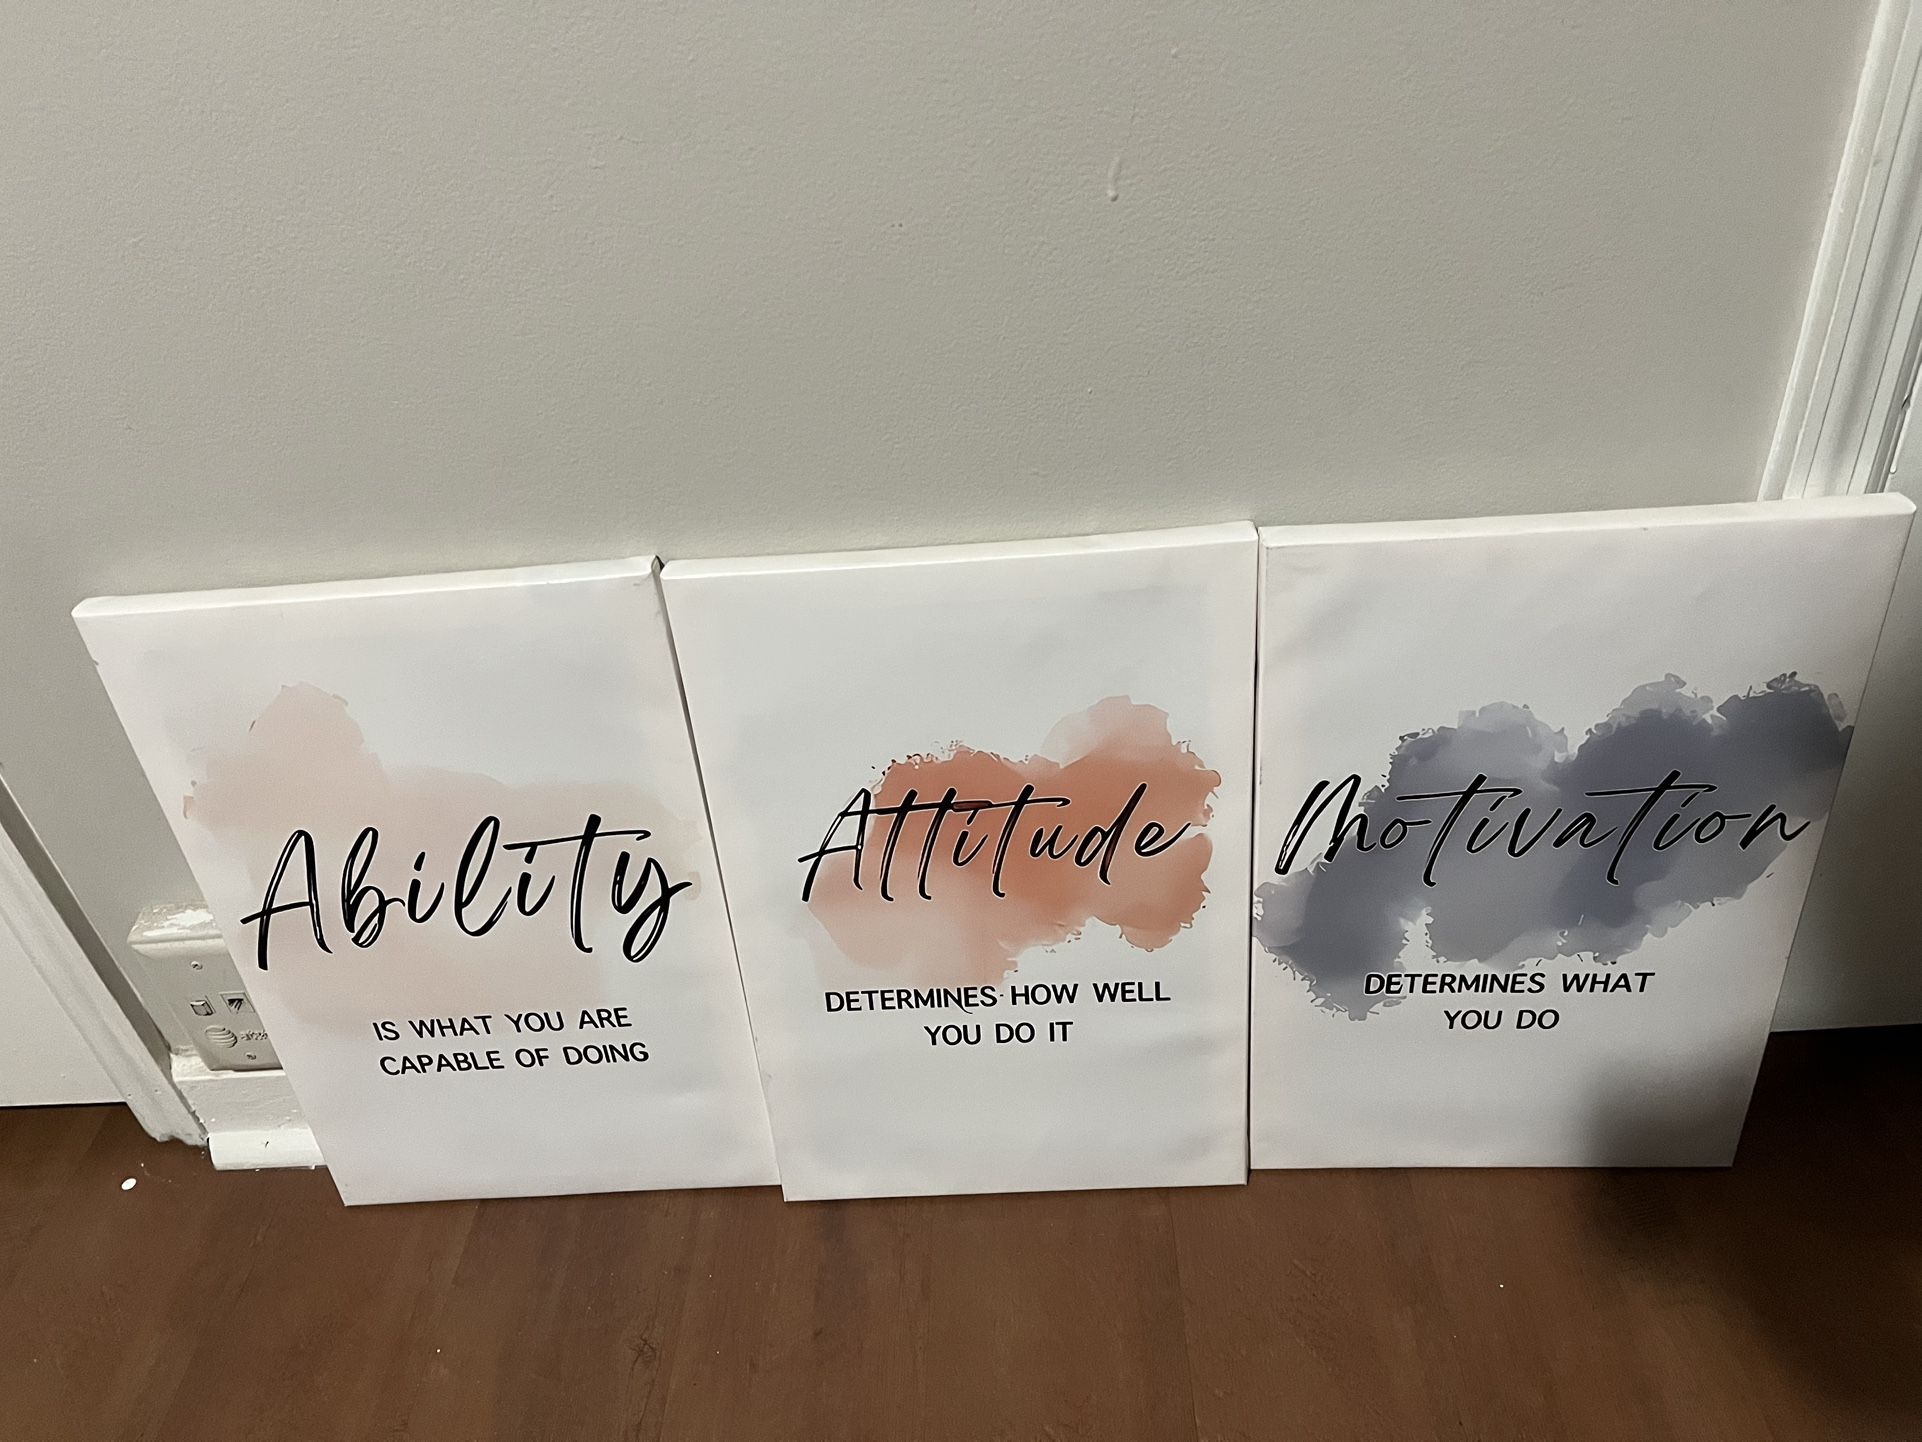 Ability
IS WHAT YOU ARE
CAPABLE OF DOING
Attitude
DETERMINES HOW WELL
YOU DO IT
Motivation
DETERMINES WHAT
YOU DO